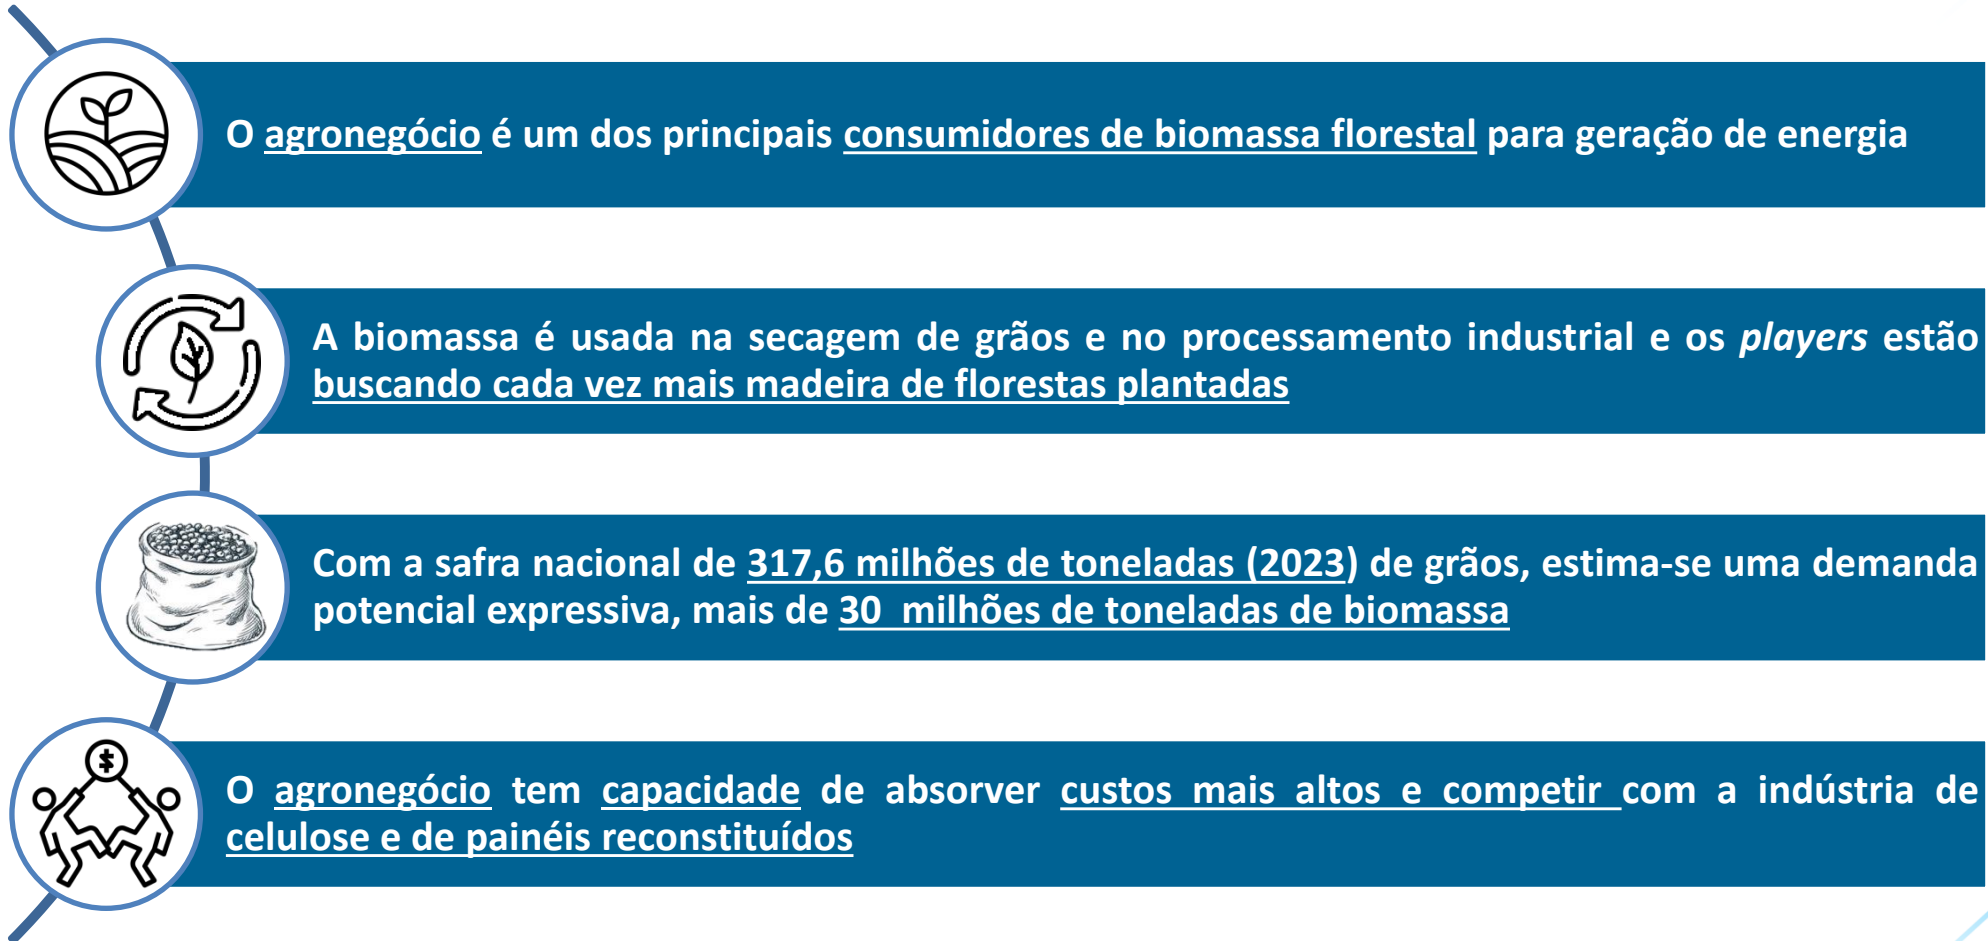 O agronegócio é um dos principais consumidores de biomassa florestal para geração de energia
A biomassa é usada na secagem de grãos e no processamento industrial e os players estão
buscando cada vez mais madeira de florestas plantadas
Com a safra nacional de 317,6 milhões de toneladas (2023) de grãos, estima-se uma demanda
potencial expressiva, mais de 30  milhões de toneladas de biomassa
O agronegócio tem capacidade de absorver custos mais altos e competir com a indústria de
celulose e de painéis reconstituídos